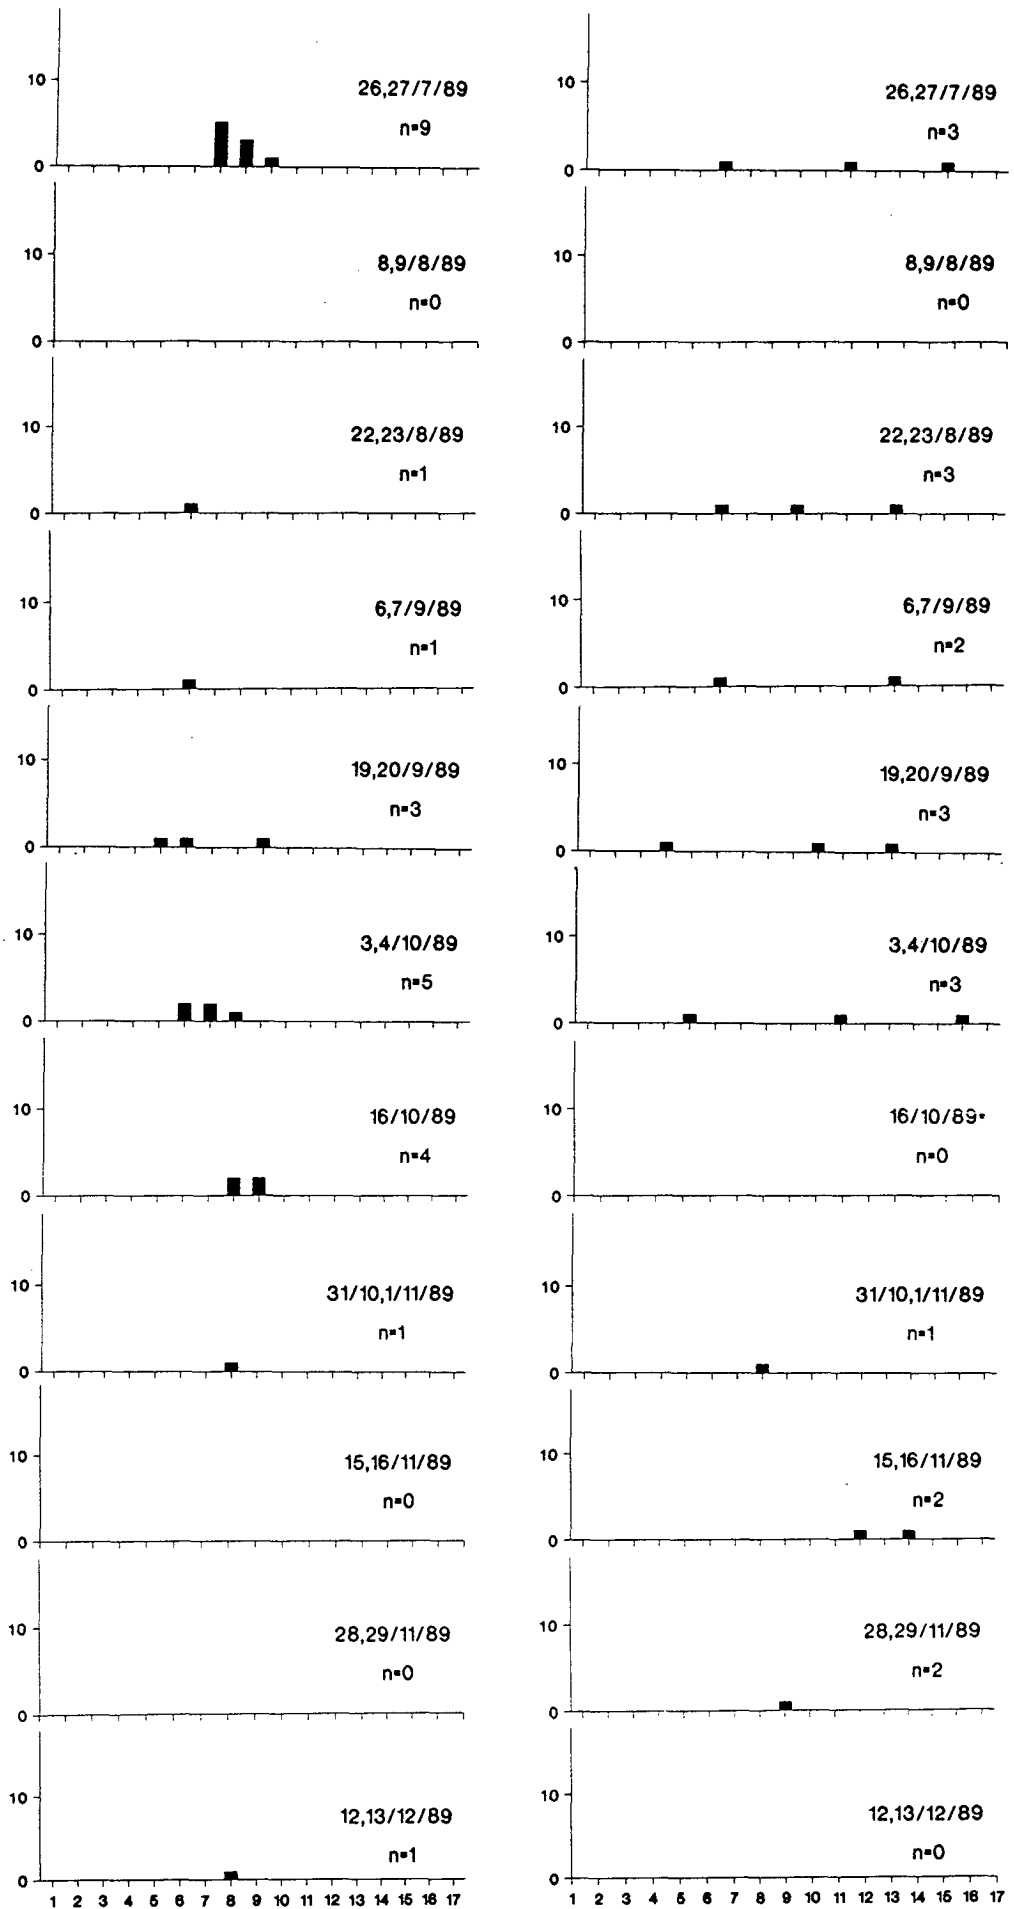 10
26,27/7/89
n=9
0
10
26,27/7/89
n=3
0
10
8,9/8/89
n=0
0
10
8,9/8/89
n=0
0
10
22,23/8/89
n=1
0
10
22,23/8/89
n=3
0
10
6,7/9/89
n=1
0
10
6,7/9/89
n=2
0
10
19,20/9/89
n=3
0
10
19,20/9/89
n=3
0
10
3,4/10/89
n=5
0
10
3,4/10/89
n=3
0
10
16/10/89
n=4
0
10
16/10/89
n=0
0
10
31/10,1/11/89
n=1
0
10
31/10,1/11/89
n=1
0
10
15,16/11/89
n=0
0
10
15,16/11/89
n=2
0
10
28,29/11/89
n=0
0
10
28,29/11/89
n=2
0
10
12,13/12/89
n=1
0
1 2 3 4 5 6 7 8 9 10 11 12 13 14 15 16 17
10
12,13/12/89
n=0
0
1 2 3 4 5 6 7 8 9 10 11 12 13 14 15 16 17